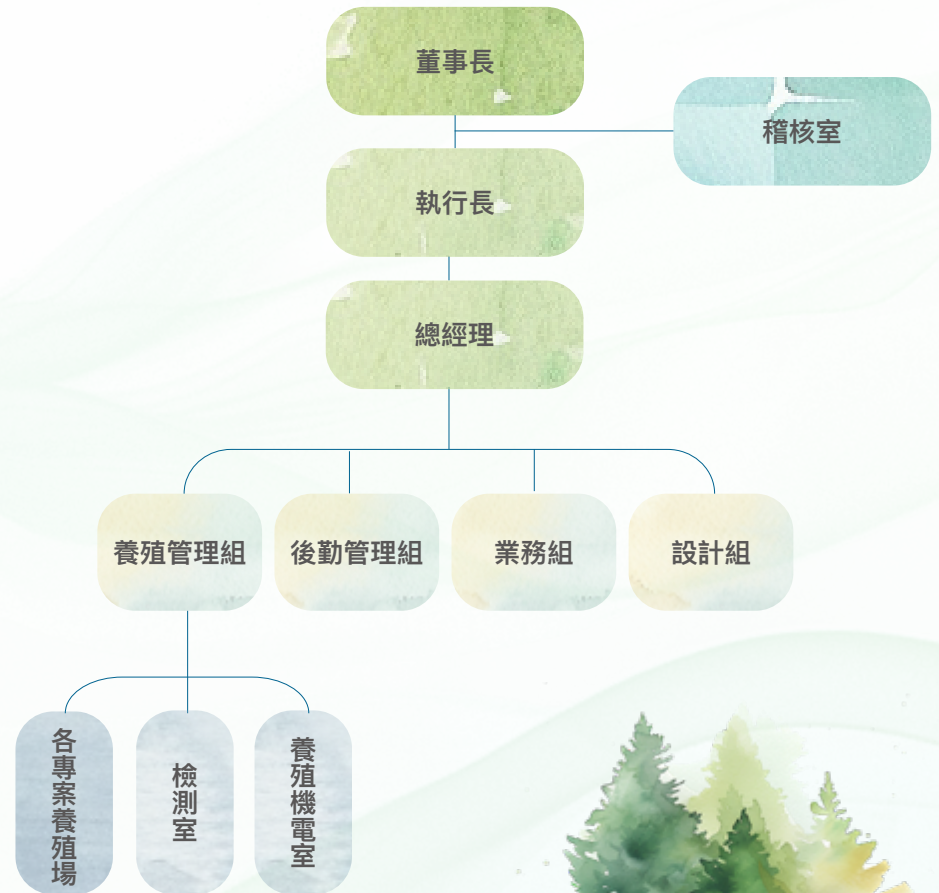 董事長
稽核室
執行長
總經理
養殖管理組
後勤管理組
業務組
設計組
各專案養殖場
檢測室
養殖機電室